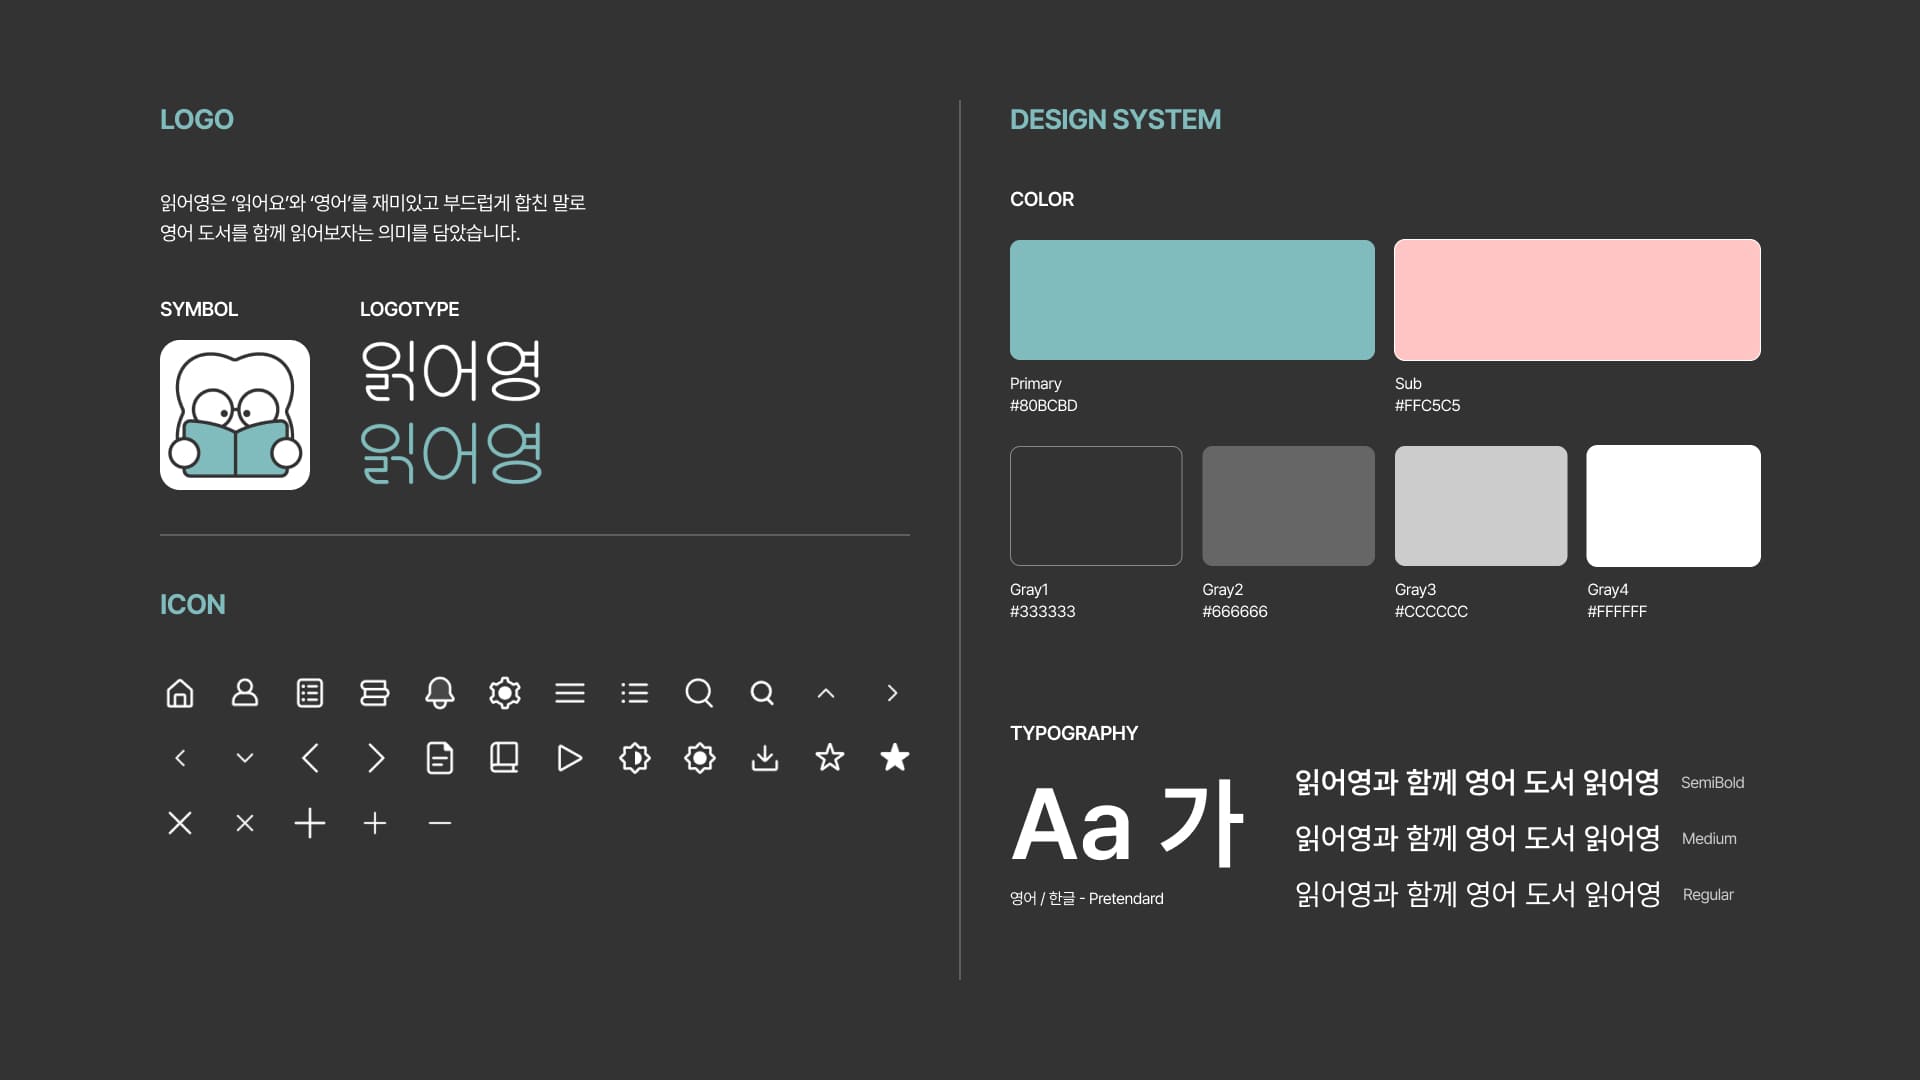 LOGO
읽어영은 ‘읽어요’와 ‘영어’를 재미있고 부드럽게 합친 말로
영어 도서를 함께 읽어보자는 의미를 담았습니다.
SYMBOL
LOGOTYPE
읽어영
읽어영
ICON
DESIGN SYSTEM
COLOR
Primary
#80BCBD
Sub
#FFC5C5
Gray1
#333333
Gray2
#666666
Gray3
#CCCCCC
Gray4
#FFFFFF
TYPOGRAPHY
Aa 가
영어 / 한글 - Pretendard
읽어영과 함께 영어 도서 읽어영 SemiBold
읽어영과 함께 영어 도서 읽어영 Medium
읽어영과 함께 영어 도서 읽어영 Regular